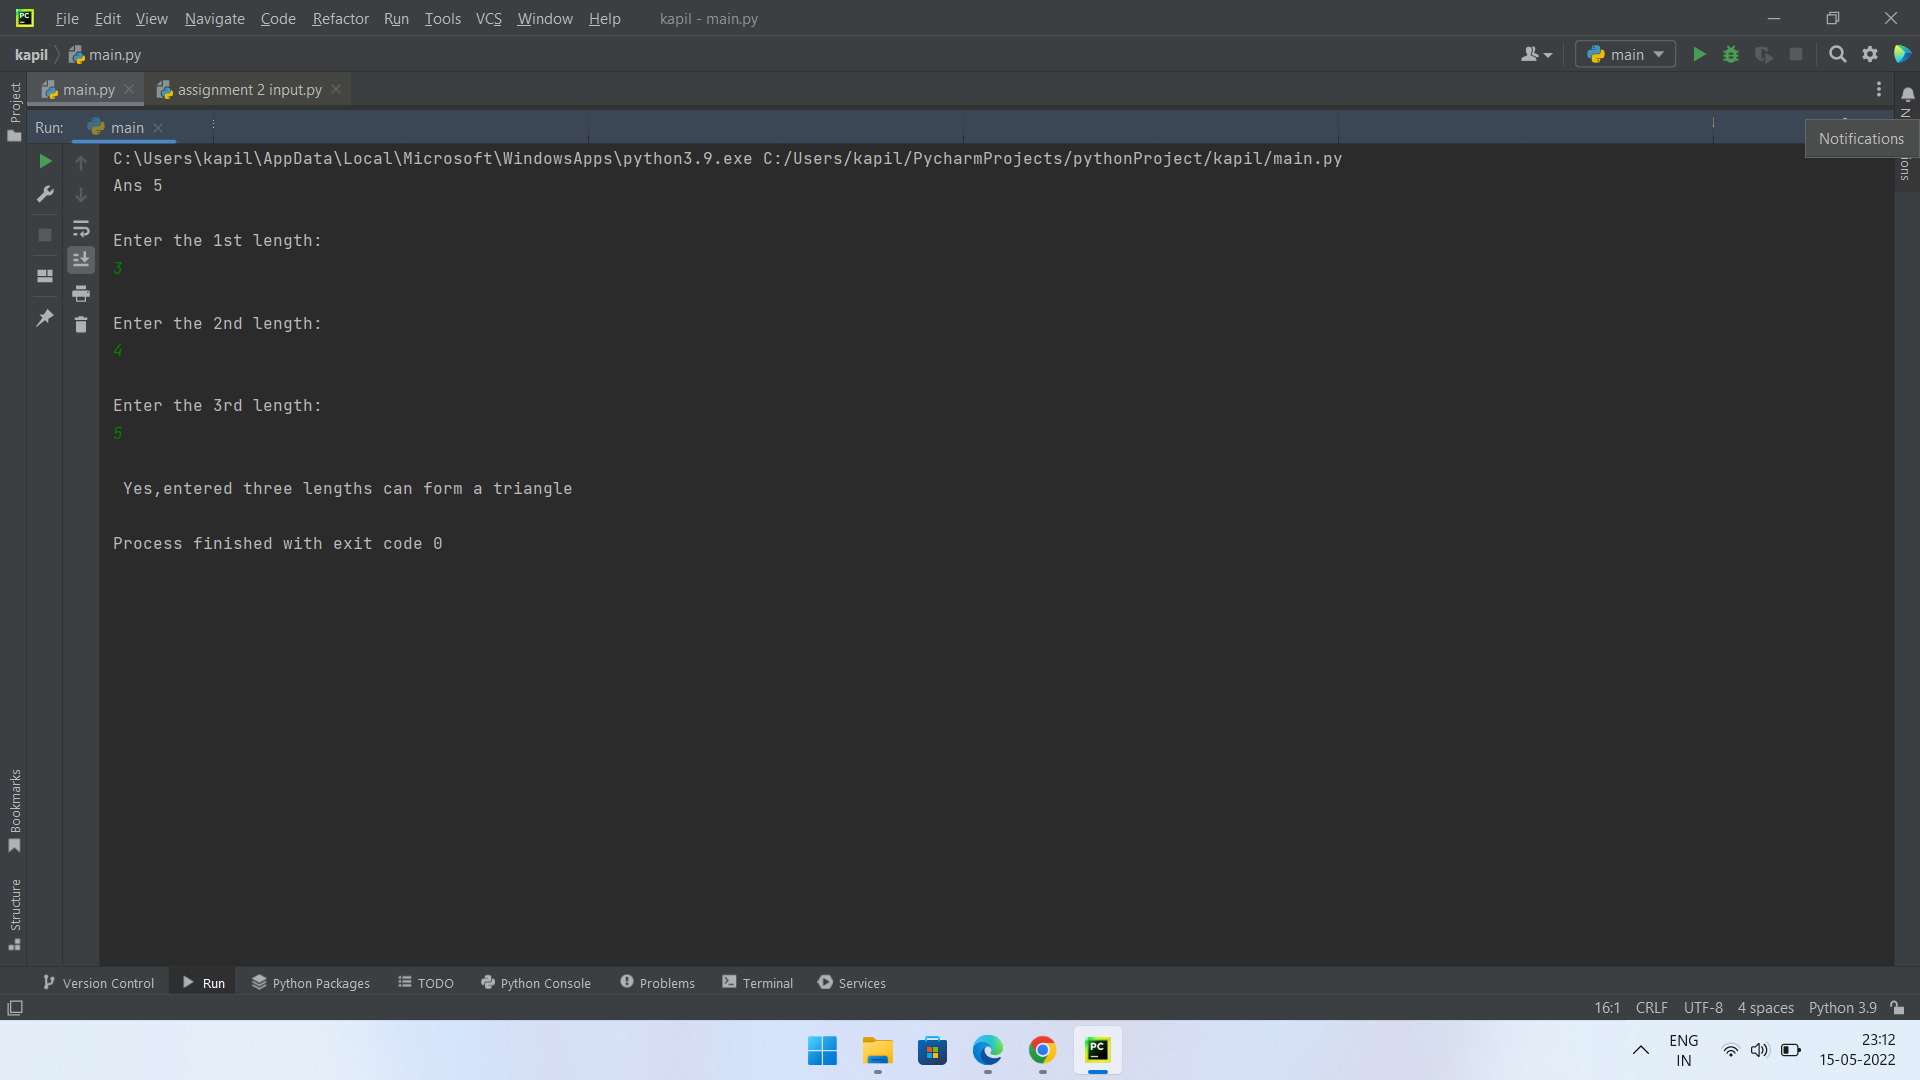 File Edit View Navigate Code Refactor Run Tools VCS Window Help kapil - main.py
kapil main.py main
main.py assignment 2 input.py
Project
Run: main
Notifications
C:\Users\kapil\AppData\Local\Microsoft\WindowsApps\python3.9.exe C:/Users/kapil/PycharmProjects/pythonProject/kapil/main.py
Ans 5
Enter the 1st length:
3
Enter the 2nd length:
4
Enter the 3rd length:
5
Yes,entered three lengths can form a triangle
Process finished with exit code 0
Bookmarks
Structure
Version Control Run Python Packages TODO Python Console Problems Terminal Services
16:1 CRLF UTF-8 4 spaces Python 3.9
PC
ENG 23:12
IN 15-05-2022